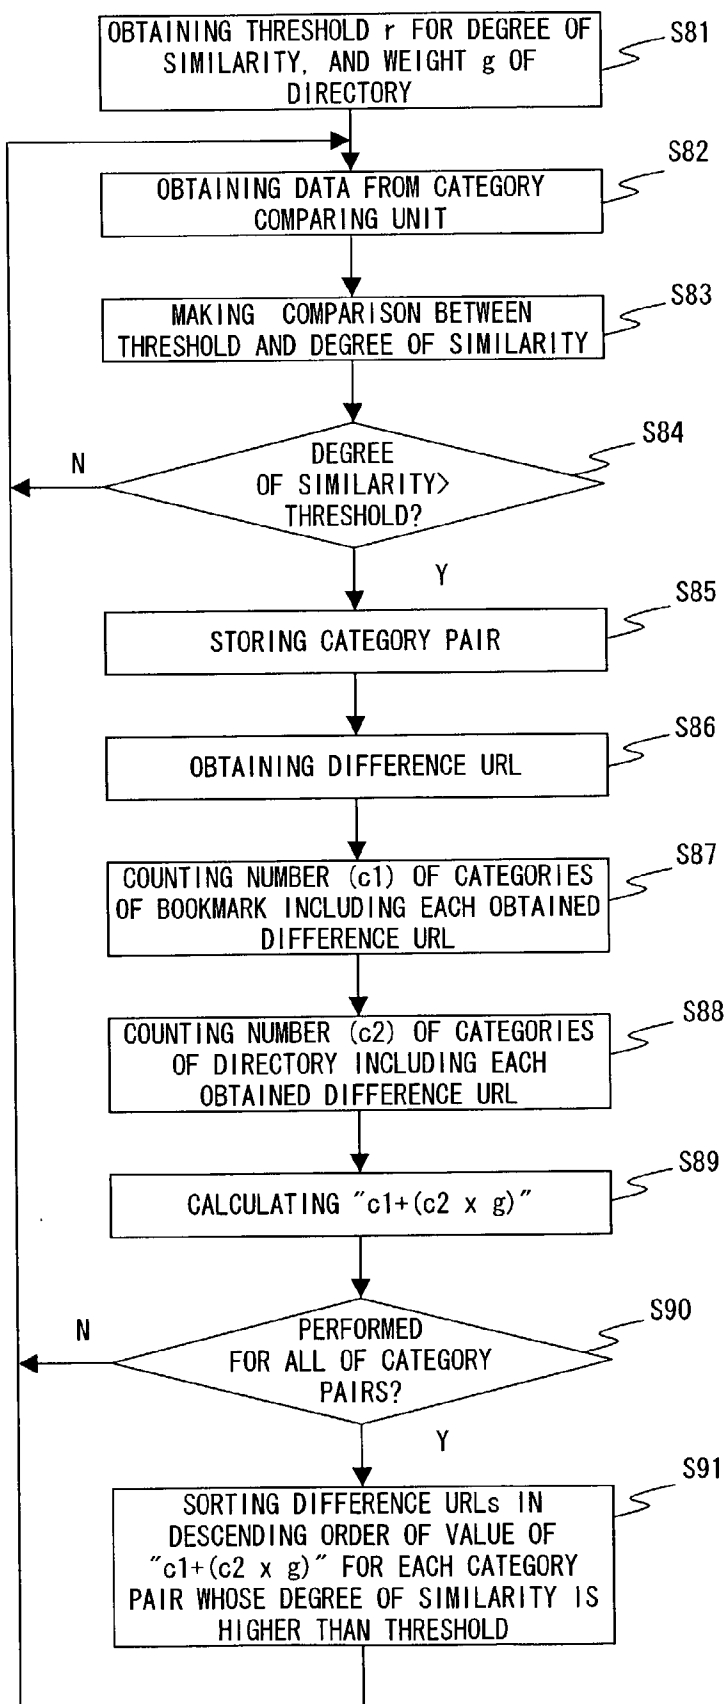 OBTAINING THRESHOLD r FOR DEGREE OF
SIMILARITY, AND WEIGHT g OF
DIRECTORY
S81
S82
OBTAINING DATA FROM CATEGORY
COMPARING UNIT
S83
MAKING COMPARISON BETWEEN
THRESHOLD AND DEGREE OF SIMILARITY
S84
N
DEGREE
OF SIMILARITY>
THRESHOLD?
Y
S85
STORING CATEGORY PAIR
S86
OBTAINING DIFFERENCE URL
S87
COUNTING NUMBER (c1) OF CATEGORIES
OF BOOKMARK INCLUDING EACH OBTAINED
DIFFERENCE URL
S88
COUNTING NUMBER (c2) OF CATEGORIES
OF DIRECTORY INCLUDING EACH
OBTAINED DIFFERENCE URL
S89
CALCULATING "c1+(c2 x g)"
S90
N
PERFORMED
FOR ALL OF CATEGORY
PAIRS?
Y
S91
SORTING DIFFERENCE URLs IN
DESCENDING ORDER OF VALUE OF
"c1+(c2 x g)" FOR EACH CATEGORY
PAIR WHOSE DEGREE OF SIMILARITY IS
HIGHER THAN THRESHOLD